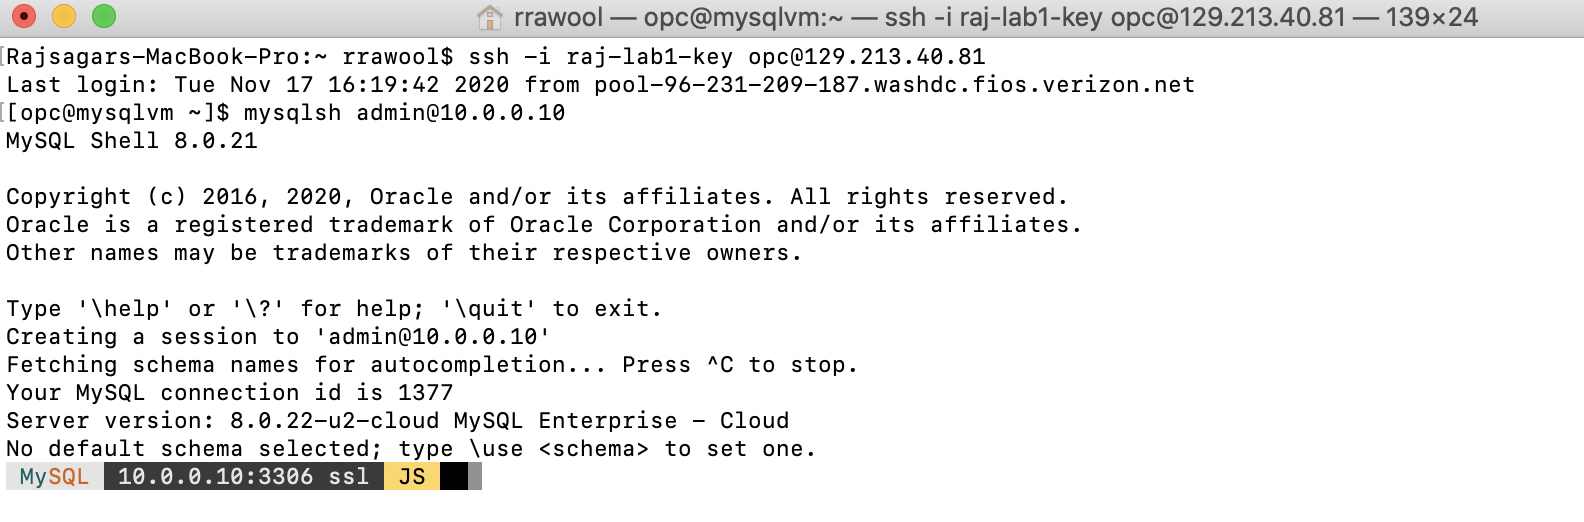 rrawool — opc@mysqlvm:~ — ssh -i raj-lab1-key opc@129.213.40.81 — 139×24
[Rajsagars-MacBook-Pro:~ rrawool$ ssh -i raj-lab1-key opc@129.213.40.81
Last login: Tue Nov 17 16:19:42 2020 from pool-96-231-209-187.washdc.fios.verizon.net
[[opc@mysqlvm ~]$ mysqlsh admin@10.0.0.10
MySQL Shell 8.0.21
Copyright (c) 2016, 2020, Oracle and/or its affiliates. All rights reserved.
Oracle is a registered trademark of Oracle Corporation and/or its affiliates.
Other names may be trademarks of their respective owners.
Type '\help' or '\?' for help; '\quit' to exit.
Creating a session to 'admin@10.0.0.10'
Fetching schema names for autocompletion... Press ^C to stop.
Your MySQL connection id is 1377
Server version: 8.0.22-u2-cloud MySQL Enterprise - Cloud
No default schema selected; type \use <schema> to set one.
MySQL 10.0.0.10:3306 ssl JS